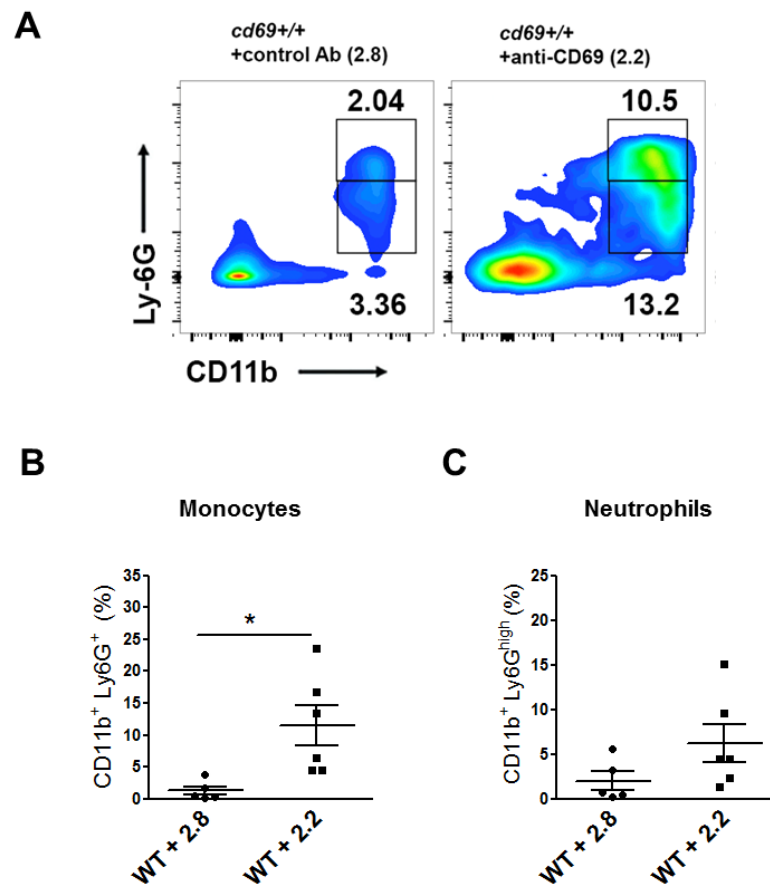 A
cd69+/+
+control Ab (2.8)
cd69+/+
+anti-CD69 (2.2)
2.04
10.5
Ly-6G
3.36
13.2
CD11b
B
C
Monocytes
Neutrophils
CD11b+ Ly6G+ (%)
35
30
25
20
15
10
5
0
*
WT + 2.8
WT + 2.2
CD11b+ Ly6Ghigh (%)
25
20
15
10
5
0
WT + 2.8
WT + 2.2